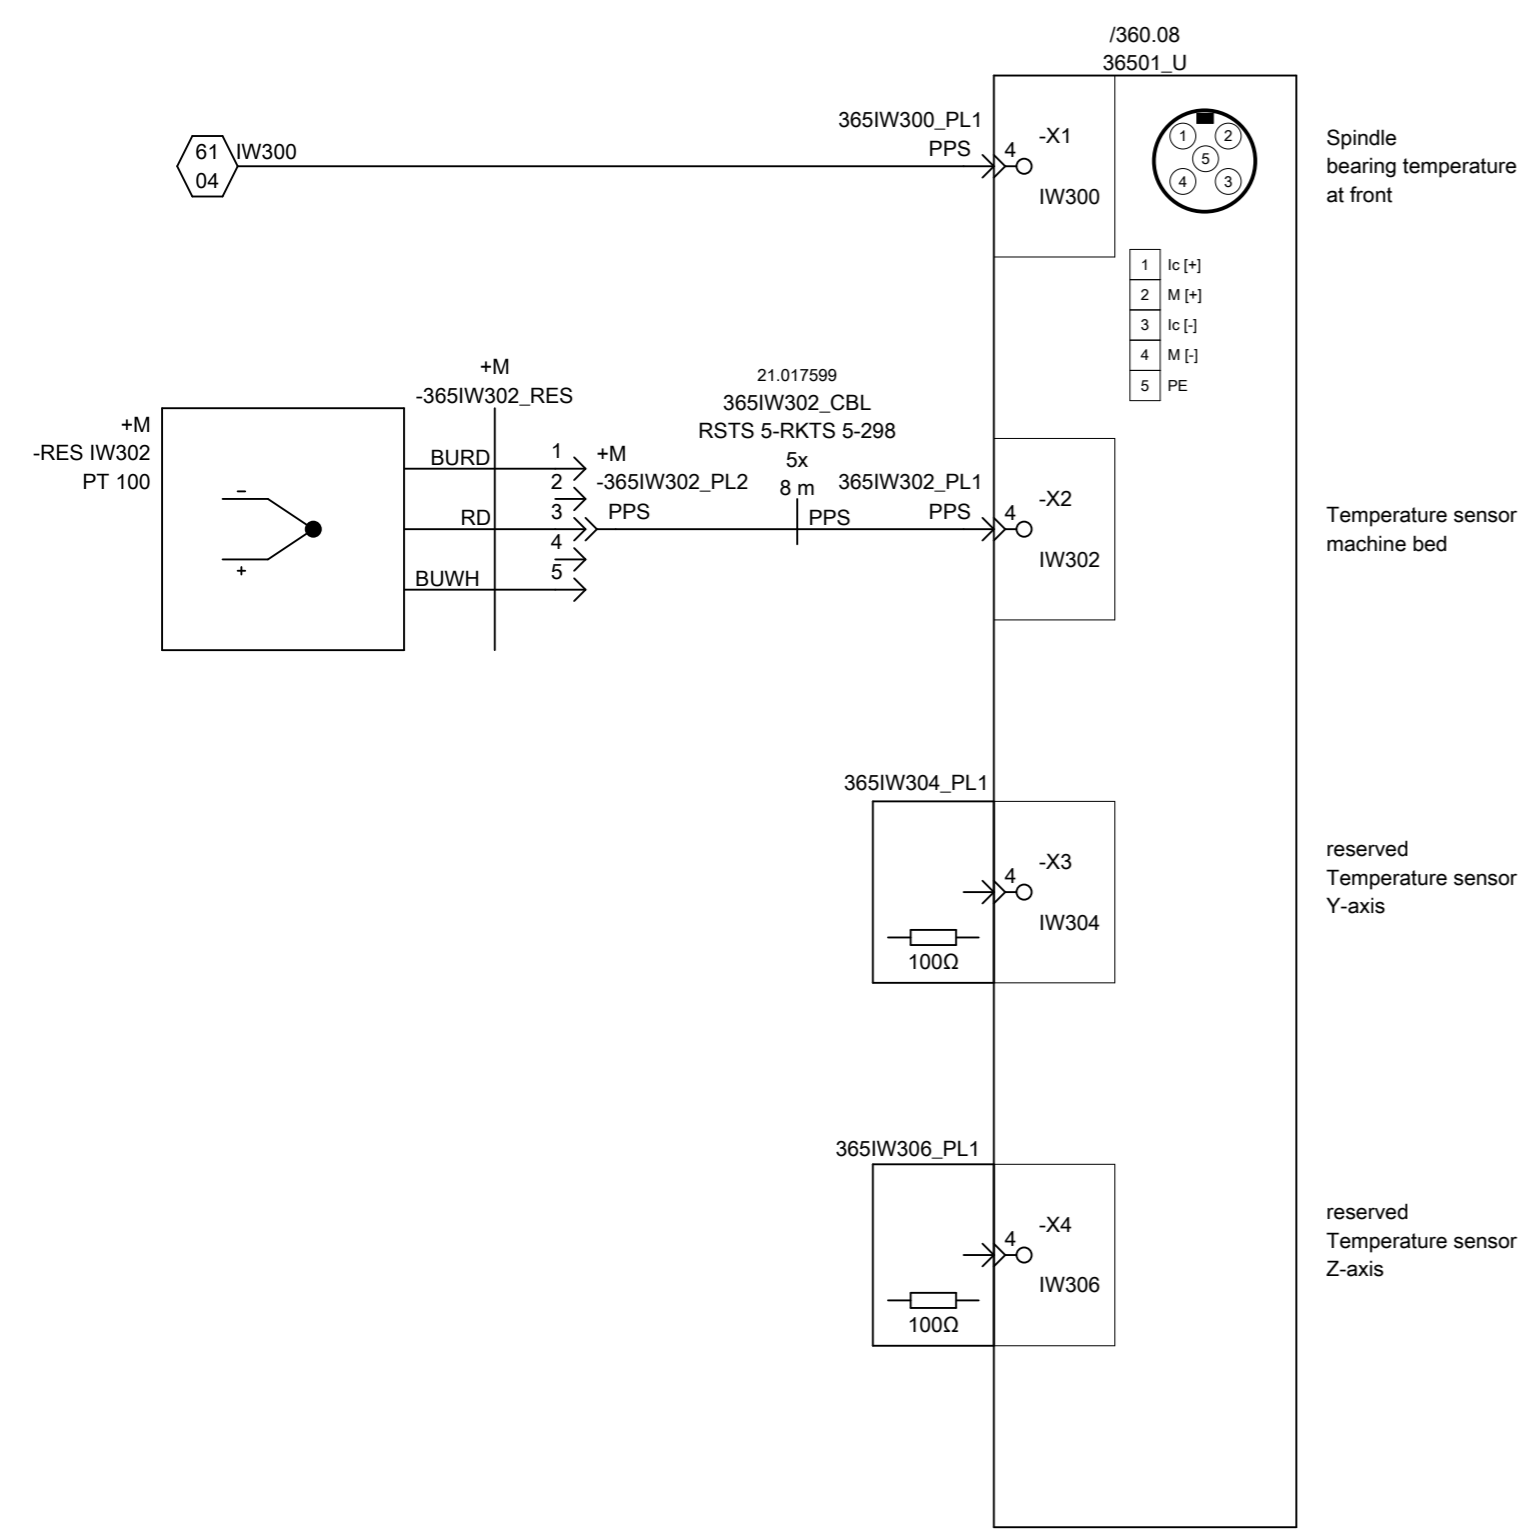 /360.08
36501_U
365IW300_PL1
PPS
4
-X1
IW300
61
04
IW300
1
2
5
4
3
Spindle
bearing temperature
at front
1 Ic [+]
2 M [+]
3 Ic [-]
4 M [-]
5 PE
+M
-RES IW302
PT 100
–
+
+M
-365IW302_RES
BURD
RD
BUWH
1
2
3
4
5
+M
-365IW302_PL2
PPS
21.017599
365IW302_CBL
RSTS 5-RKTS 5-298
5x
8 m
PPS
365IW302_PL1
PPS
4
-X2
IW302
Temperature sensor
machine bed
365IW304_PL1
4
-X3
IW304
100Ω
reserved
Temperature sensor
Y-axis
365IW306_PL1
4
-X4
IW306
100Ω
reserved
Temperature sensor
Z-axis